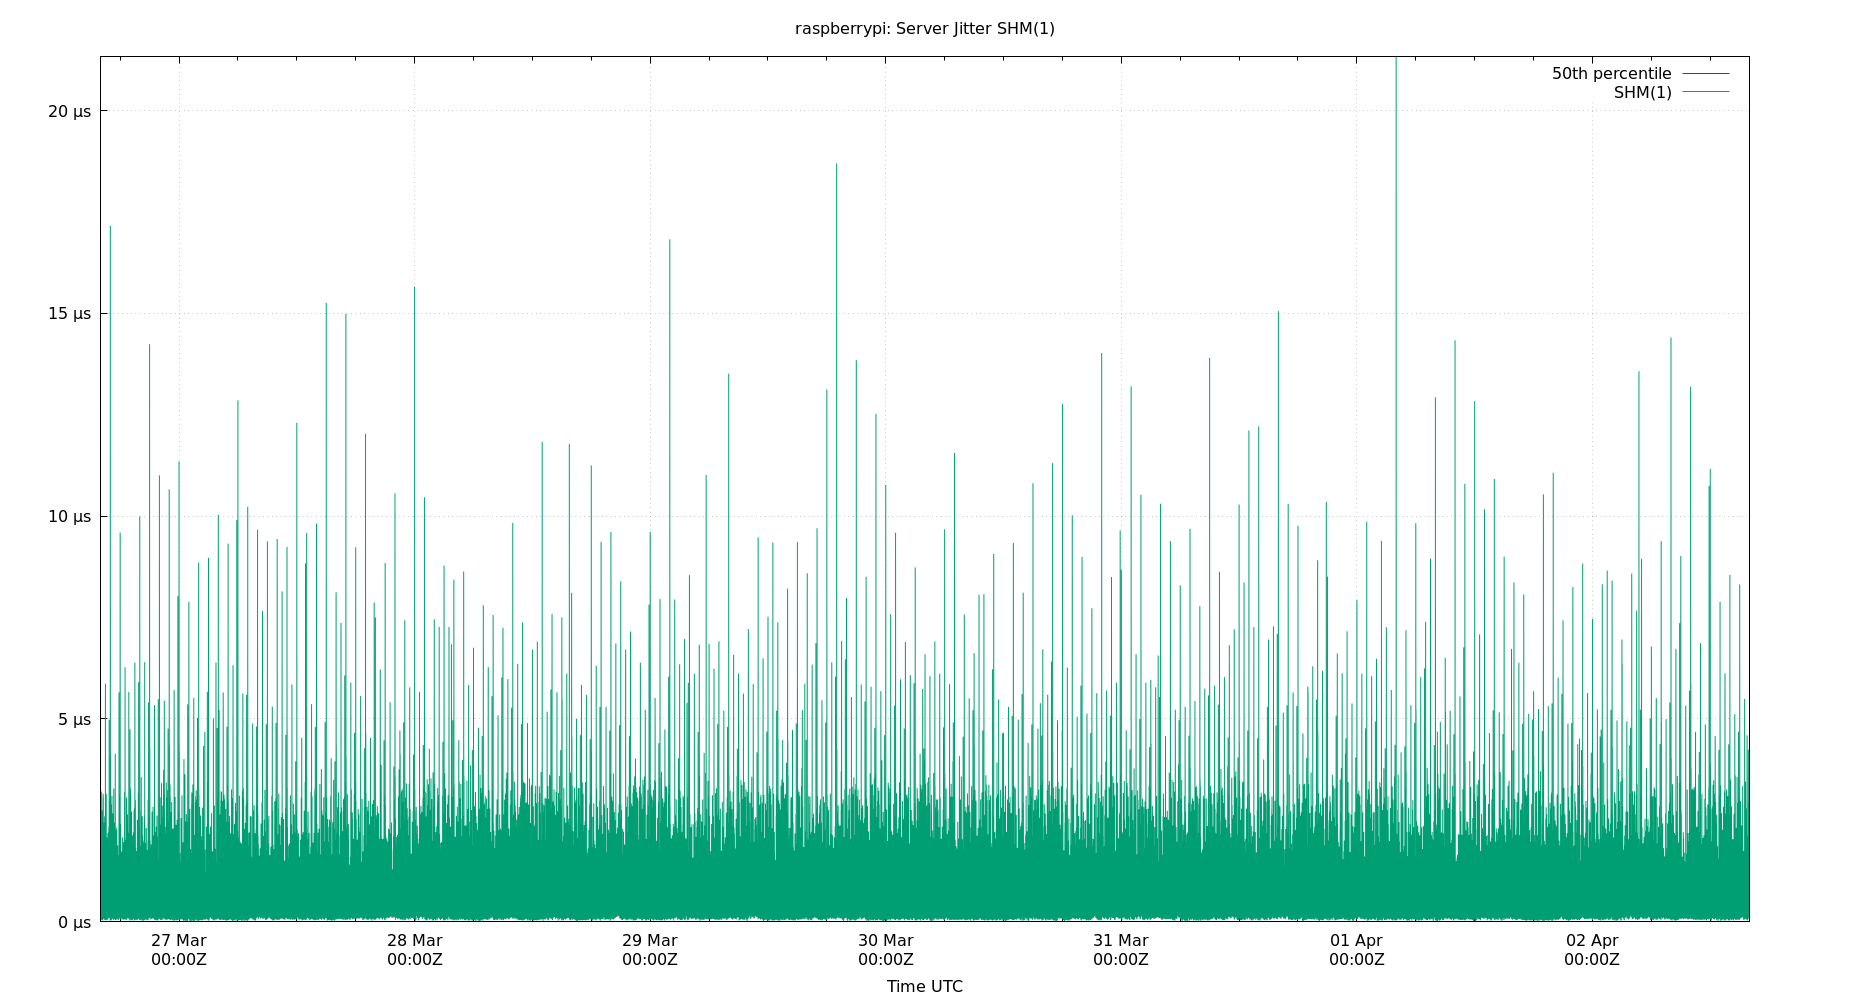 raspberrypi: Server Jitter SHM(1)
50th percentile
SHM(1)
20 µs
15 µs
10 µs
5 µs
0 µs
27 Mar 28 Mar 29 Mar 30 Mar 31 Mar 01 Apr 02 Apr
00:00Z 00:00Z 00:00Z 00:00Z 00:00Z 00:00Z 00:00Z
Time UTC